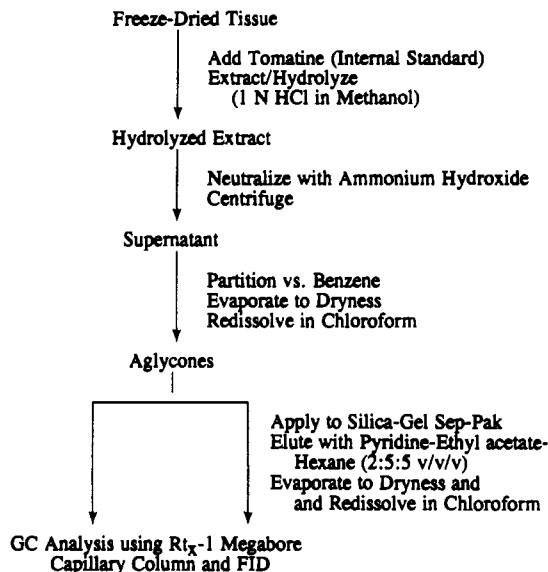 Freeze-Dried Tissue
Add Tomatine (Internal Standard)
Extract/Hydrolyze
(1 N HCl in Methanol)
Hydrolyzed Extract
Neutralize with Ammonium Hydroxide
Centrifuge
Supernatant
Partition vs. Benzene
Evaporate to Dryness
Redissolve in Chloroform
Aglycones
Apply to Silica-Gel Sep-Pak
Elute with Pyridine-Ethyl acetate-
Hexane (2:5:5 v/v/v)
Evaporate to Dryness and
and Redissolve in Chloroform
GC Analysis using Rtx-1 Megabore
Capillary Column and FID